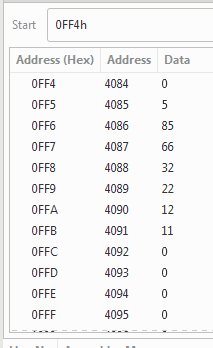 Start 0FF4h
Address (Hex) Address Data
0FF4 4084 0
0FF5 4085 5
0FF6 4086 85
0FF7 4087 66
0FF8 4088 32
0FF9 4089 22
0FFA 4090 12
0FFB 4091 11
0FFC 4092 0
0FFD 4093 0
0FFE 4094 0
0FFF 4095 0